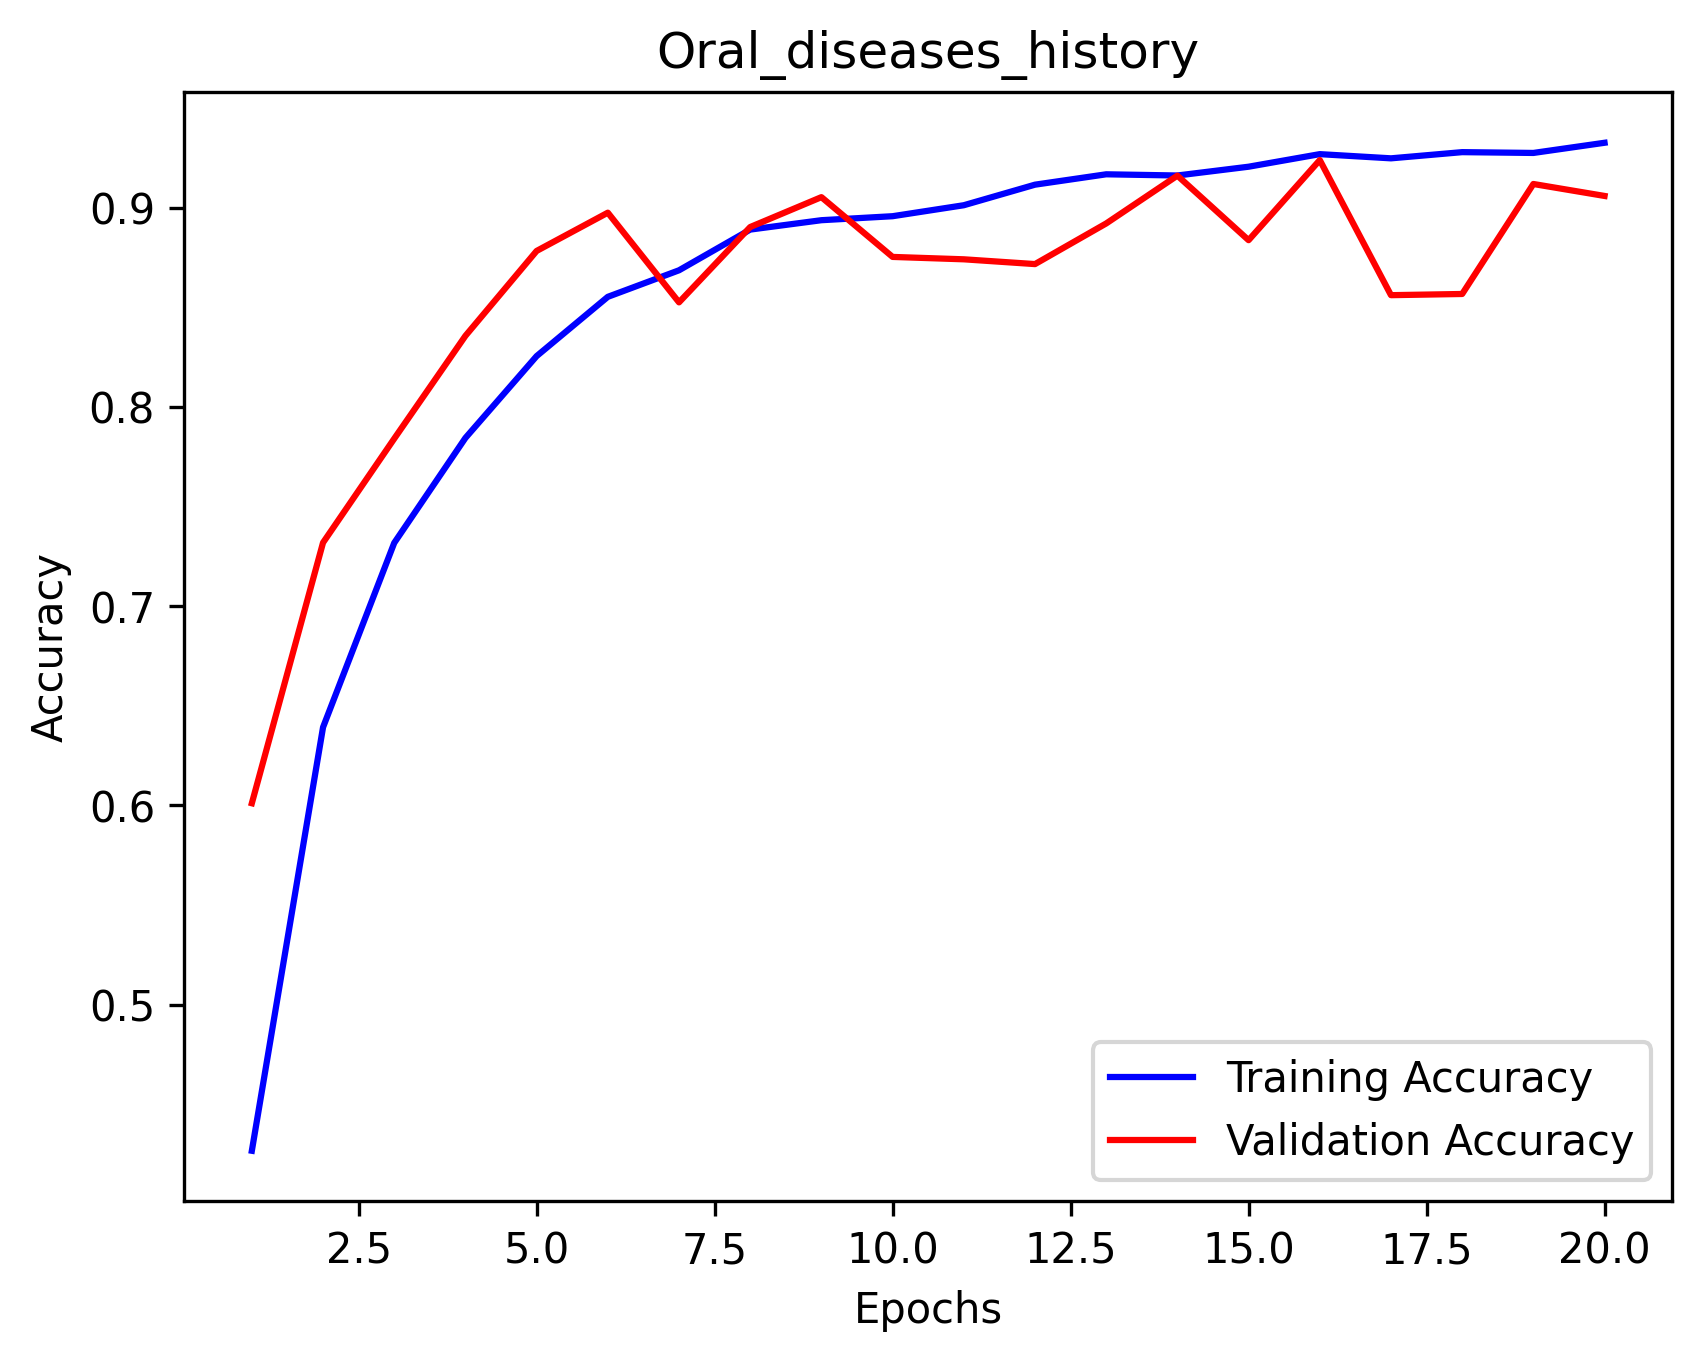 Oral_diseases_history
Accuracy
0.9
0.8
0.7
0.6
0.5
Training Accuracy
Validation Accuracy
2.5 5.0 7.5 10.0 12.5 15.0 17.5 20.0
Epochs